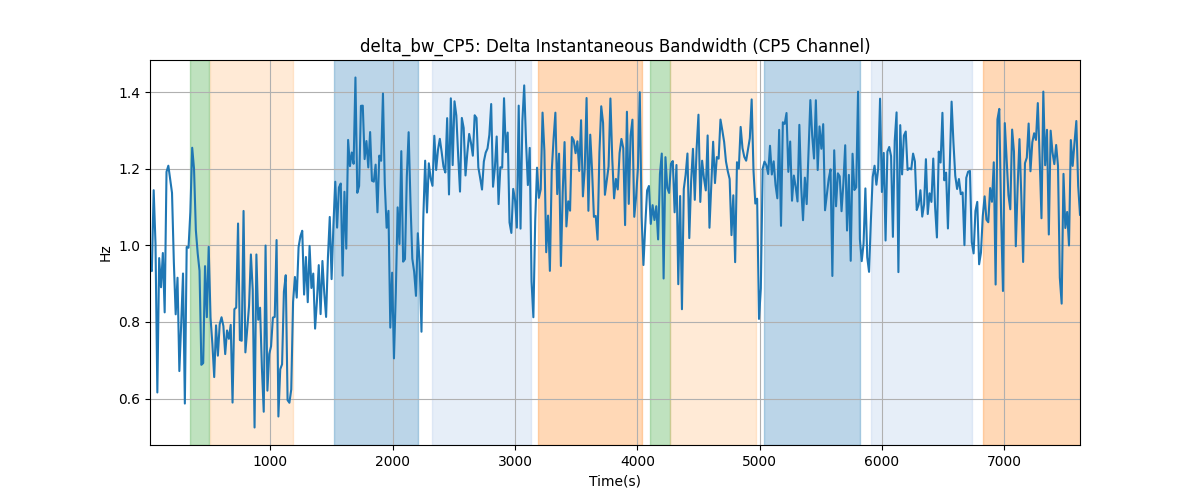 delta_bw_CP5: Delta Instantaneous Bandwidth (CP5 Channel)
Hz
1.4
1.2
1.0
0.8
0.6
1000 2000 3000 4000 5000 6000 7000
Time(s)